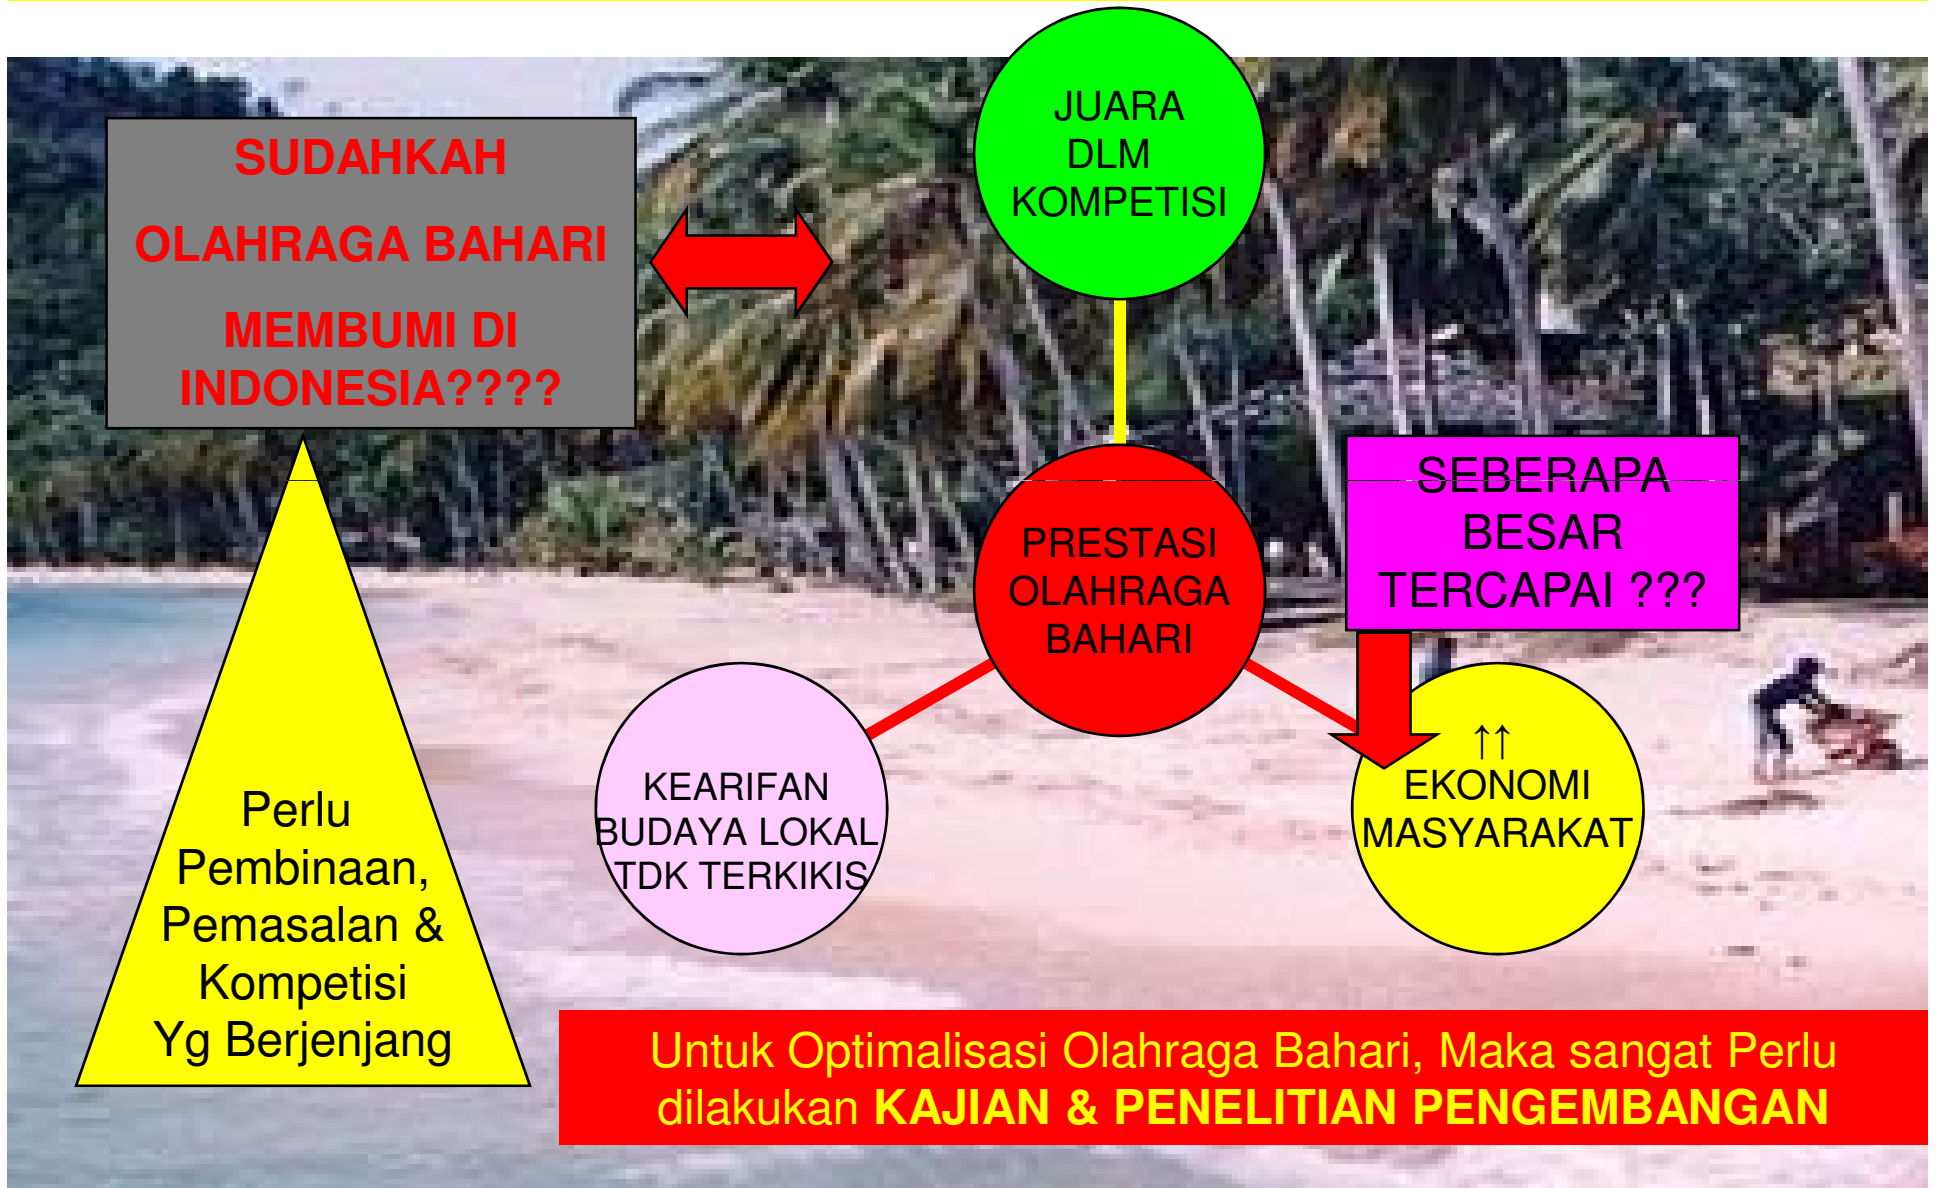 SUDAHKAH
OLAHRAGA BAHARI
MEMBUMI DI
INDONESIA????
JUARA
DLM
KOMPETISI
PRESTASI
OLAHRAGA
BAHARI
SEBERAPA
BESAR
TERCAPAI ???
KEARIFAN
BUDAYA LOKAL
TDK TERKIKIS
↑↑
EKONOMI
MASYARAKAT
Perlu
Pembinaan,
Pemasalan &
Kompetisi
Yg Berjenjang
Untuk Optimalisasi Olahraga Bahari, Maka sangat Perlu
dilakukan KAJIAN & PENELITIAN PENGEMBANGAN